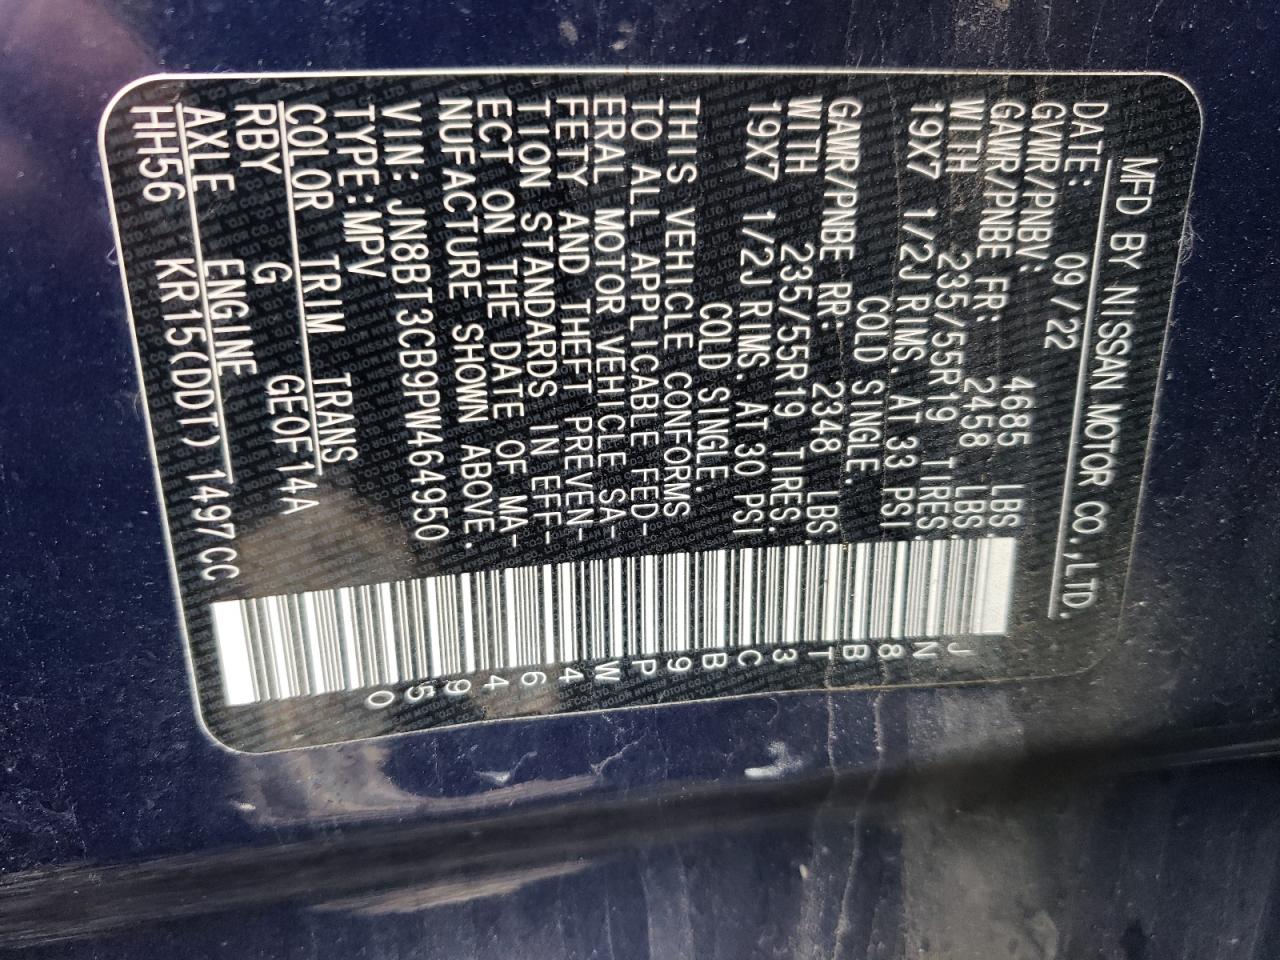 MFD BY NISSAN MOTOR CO.,LTD.
DATE: 09/22
GVWR/PNBV: 4685 LBS.
GAWR/PNBE FR: 2458 LBS.
WITH 235/55R19 TIRES.
19X7 1/2J RIMS. AT 33 PSI
COLD SINGLE.
GAWR/PNBE RR: 2348 LBS.
WITH 235/55R19 TIRES.
19X7 1/2J RIMS. AT 30 PSI
COLD SINGLE.
THIS VEHICLE CONFORMS
TO ALL APPLICABLE FED-
ERAL MOTOR VEHICLE SA-
FETY AND THEFT PREVEN-
TION STANDARDS IN EFF-
ECT ON THE DATE OF MA-
NUFACTURE SHOWN ABOVE.
VIN: JN8BT3CB9PW464950
TYPE:MPV
COLOR TRIM TRANS
RBY G GE0F14A
AXLE ENGINE
HH56 KR15(DDT)1497CC
JN8BT3CB9PW464950